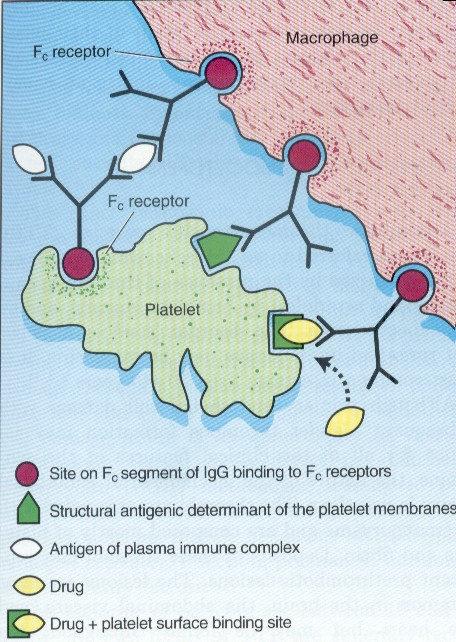 Macrophage
Fc receptor
Fc receptor
Platelet
Site on Fc segment of IgG binding to Fc receptors
Structural antigenic determinant of the platelet membranes
Antigen of plasma immune complex
Drug
Drug + platelet surface binding site